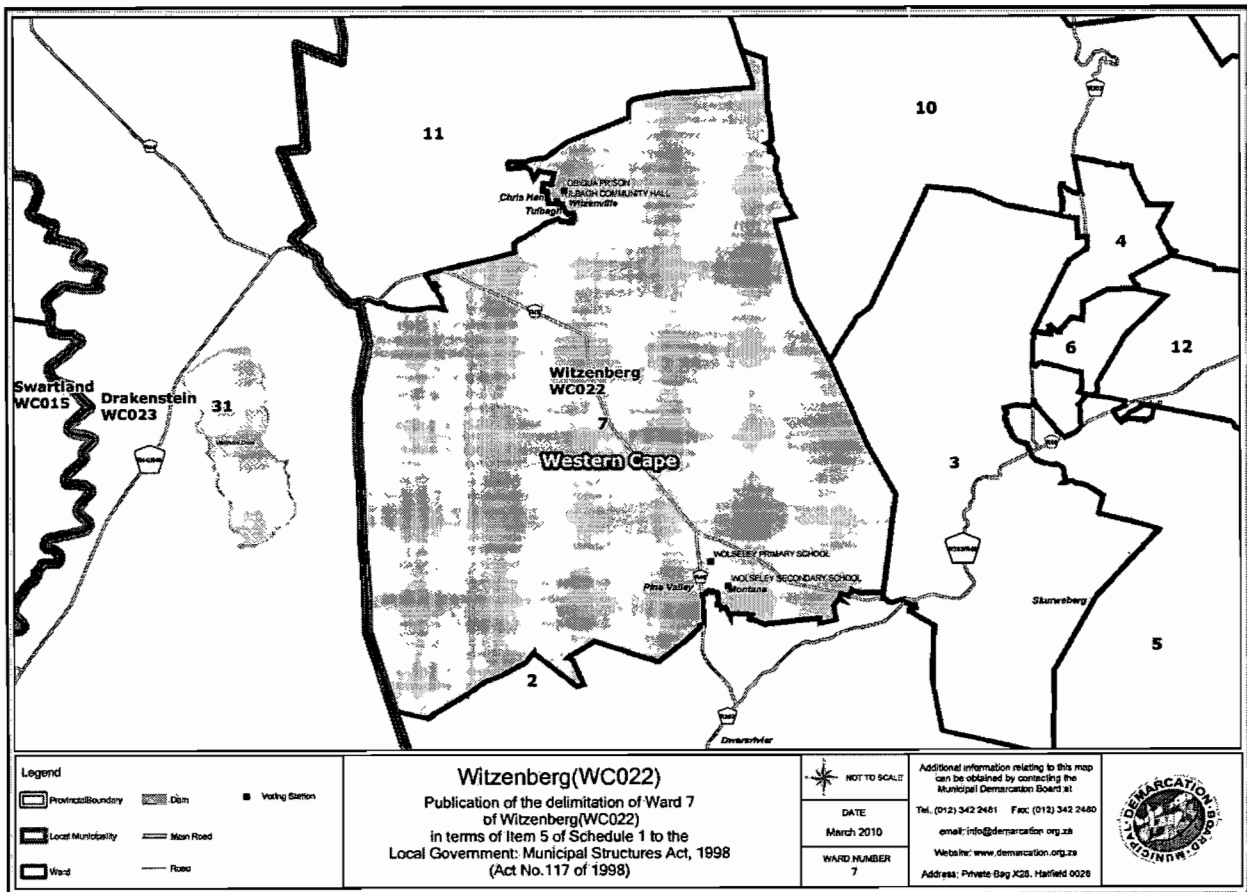 11
10
OBIQUA PRISON
TULBAGH COMMUNITY HALL
Witzenville
Tulbagh
4
6
12
Swartland
WC015
Drakenstein
WC023
31
Witzenberg
WC022
7
Western Cape
3
WOLSELEY PRIMARY SCHOOL
WOLSELEY SECONDARY SCHOOL
Pine Valley
Montana
Skurweberg
5
2
Dwarsrivier
Legend
Provincial Boundary
Dam
Voting Station
Local Municipality
Main Road
Ward
Road
Witzenberg(WC022)
Publication of the delimitation of Ward 7
of Witzenberg(WC022)
in terms of Item 5 of Schedule 1 to the
Local Government: Municipal Structures Act, 1998
(Act No.117 of 1998)
NOT TO SCALE
DATE
March 2010
WARD NUMBER
7
Additional information relating to this map
can be obtained by contacting the
Municipal Demarcation Board at
Tel. (012) 342 2481 Fax: (012) 342 2480
email: info@demarcation.org.za
Website: www.demarcation.org.za
Address: Private Bag X28, Hatfield 0028
MUNICIPAL DEMARCATION BOARD